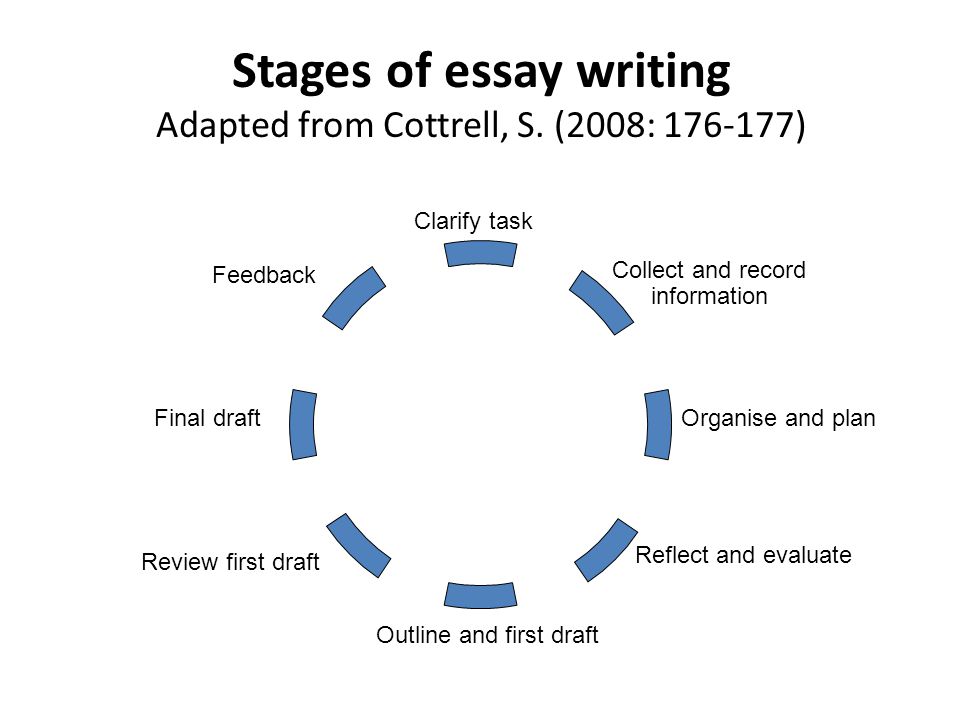 Stages of essay writing
Adapted from Cottrell, S. (2008: 176-177)
Clarify task
Collect and record
information
Organise and plan
Reflect and evaluate
Outline and first draft
Review first draft
Final draft
Feedback